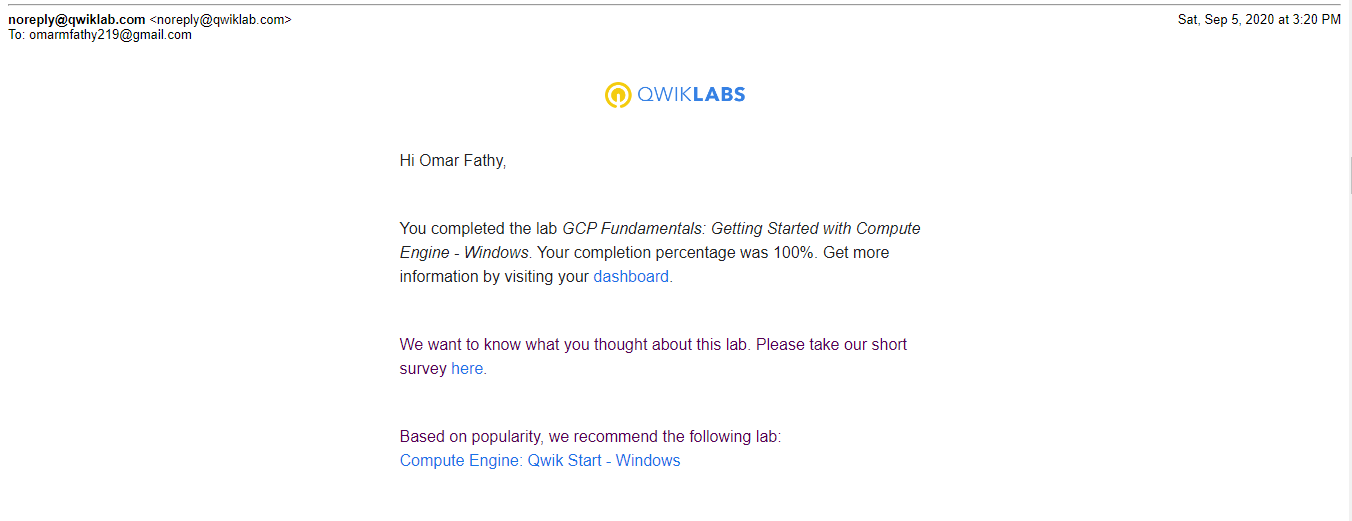 noreply@qwiklab.com <noreply@qwiklab.com>
Sat, Sep 5, 2020 at 3:20 PM
To: omarmfathy219@gmail.com
QWIKLABS
Hi Omar Fathy,
You completed the lab GCP Fundamentals: Getting Started with Compute
Engine - Windows. Your completion percentage was 100%. Get more
information by visiting your dashboard.
We want to know what you thought about this lab. Please take our short
survey here.
Based on popularity, we recommend the following lab:
Compute Engine: Qwik Start - Windows